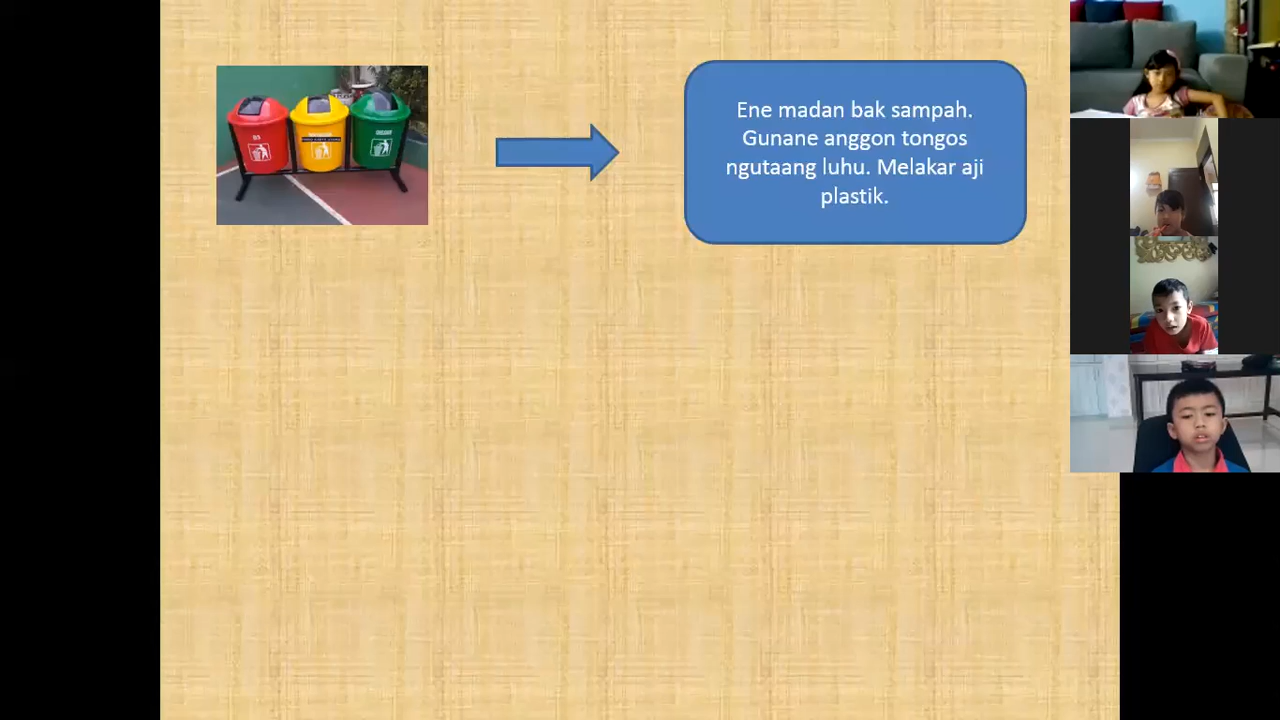 Ene madan bak sampah.
Gunane anggon tongos
ngutaang luhu. Melakar aji
plastik.